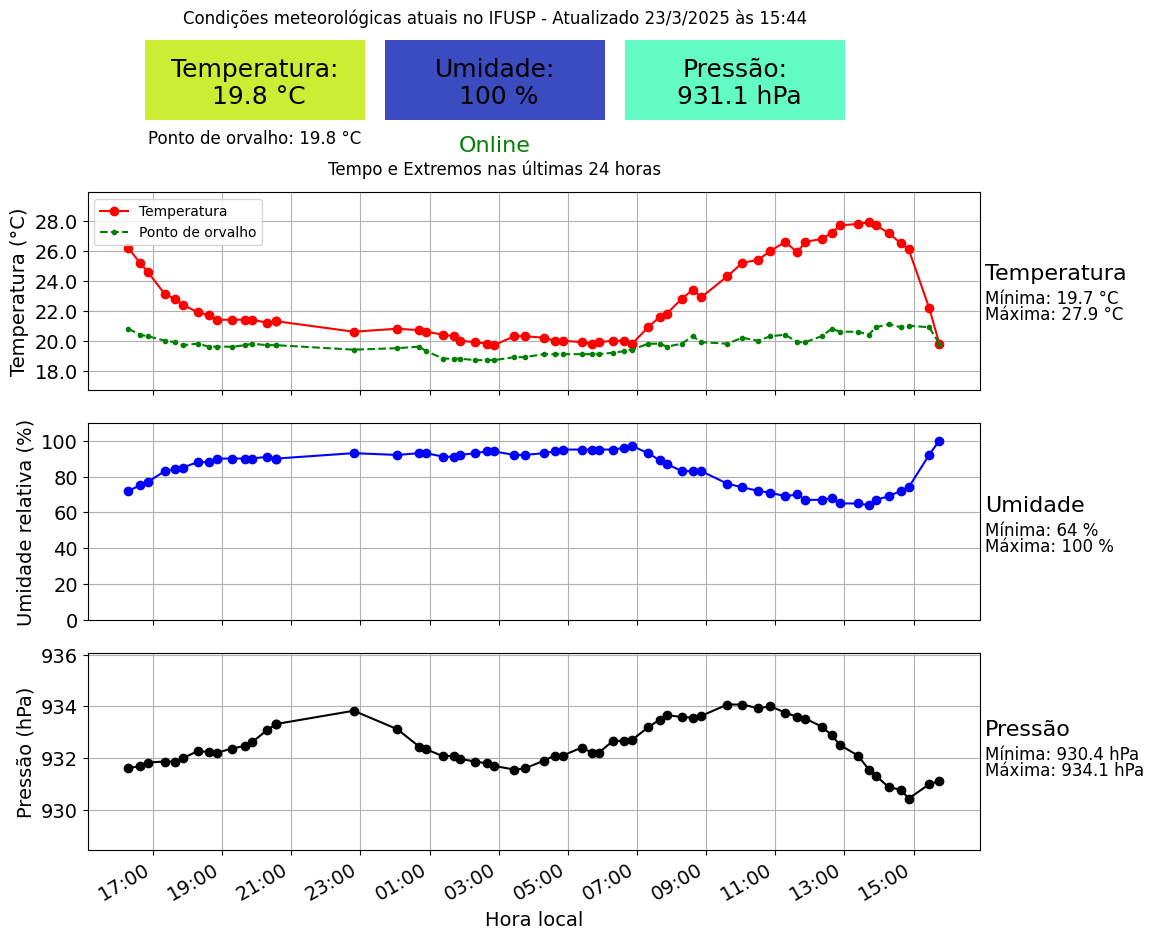 Condições meteorológicas atuais no IFUSP - Atualizado 23/3/2025 às 15:44
Temperatura:
19.8 °C
Umidade:
100 %
Pressão:
931.1 hPa
Ponto de orvalho: 19.8 °C
Online
Tempo e Extremos nas últimas 24 horas
Temperatura (°C)
28.0
26.0
24.0
22.0
20.0
18.0
Temperatura
Ponto de orvalho
Temperatura
Mínima: 19.7 °C
Máxima: 27.9 °C
Umidade relativa (%)
100
80
60
40
20
0
Umidade
Mínima: 64 %
Máxima: 100 %
Pressão (hPa)
936
934
932
930
Pressão
Mínima: 930.4 hPa
Máxima: 934.1 hPa
17:00
19:00
21:00
23:00
01:00
03:00
05:00
07:00
09:00
11:00
13:00
15:00
Hora local